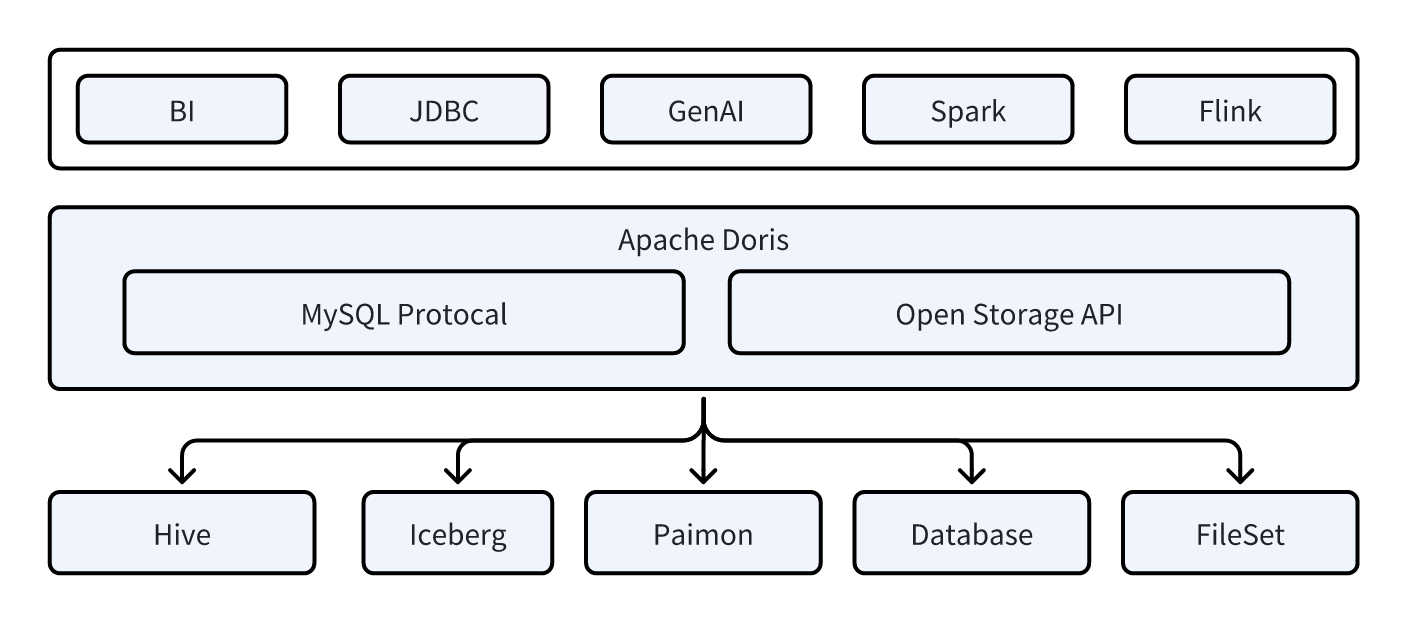 BI
JDBC
GenAI
Spark
Flink
Apache Doris
MySQL Protocal
Open Storage API
Hive
Iceberg
Paimon
Database
FileSet